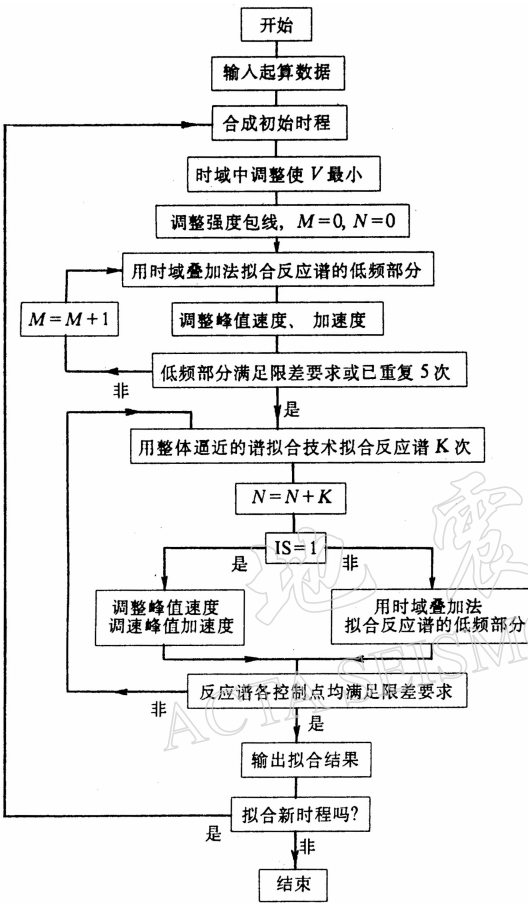 开始
输入起算数据
合成初始时程
时域中调整使 V 最小
调整强度包线, M=0, N=0
用时域叠加法拟合反应谱的低频部分
M=M+1
调整峰值速度、加速度
低频部分满足限差要求或已重复 5 次
非
是
用整体逼近的谱拟合技术拟合反应谱 K 次
N=N+K
IS=1
是
非
调整峰值速度
调速峰值加速度
用时域叠加法
拟合反应谱的低频部分
反应谱各控制点均满足限差要求
非
是
输出拟合结果
拟合新时程吗?
是
非
结束
地震
ACTA SEISM